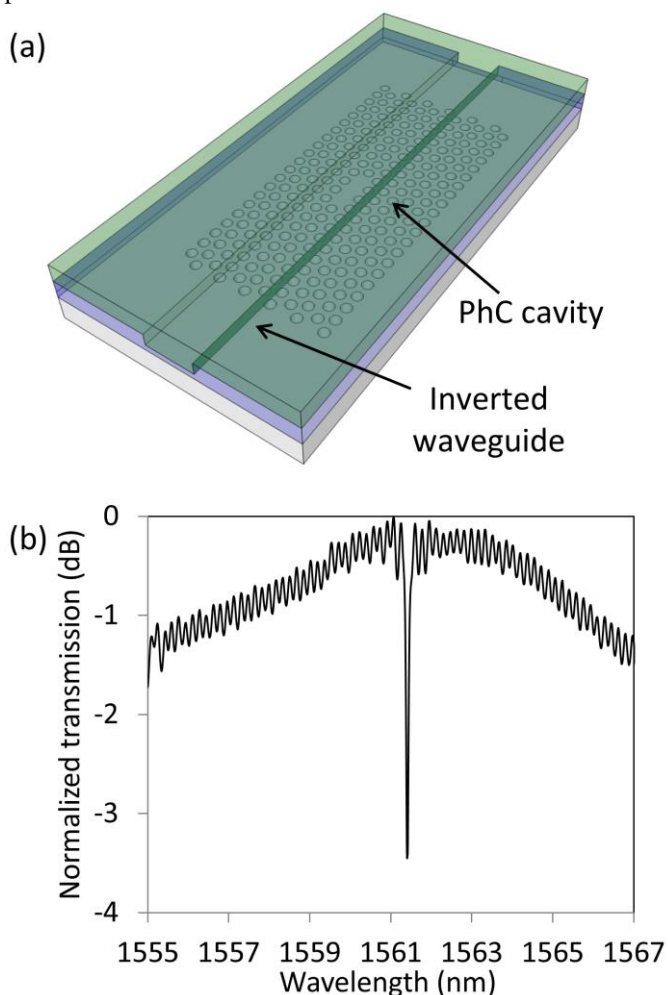 (a)
PhC cavity
Inverted
waveguide
(b)
Normalized transmission (dB)
0
-1
-2
-3
-4
1555 1557 1559 1561 1563 1565 1567
Wavelength (nm)